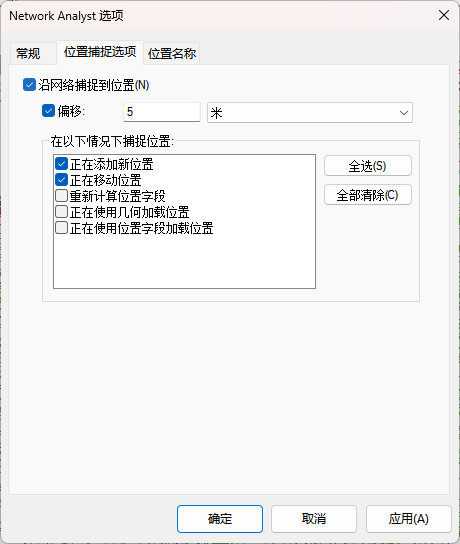 Network Analyst 选项
常规 位置捕捉选项 位置名称
沿网络捕捉到位置(N)
偏移: 5 米
在以下情况下捕捉位置:
正在添加新位置
正在移动位置
重新计算位置字段
正在使用几何加载位置
正在使用位置字段加载位置
全选(S)
全部清除(C)
确定 取消 应用(A)